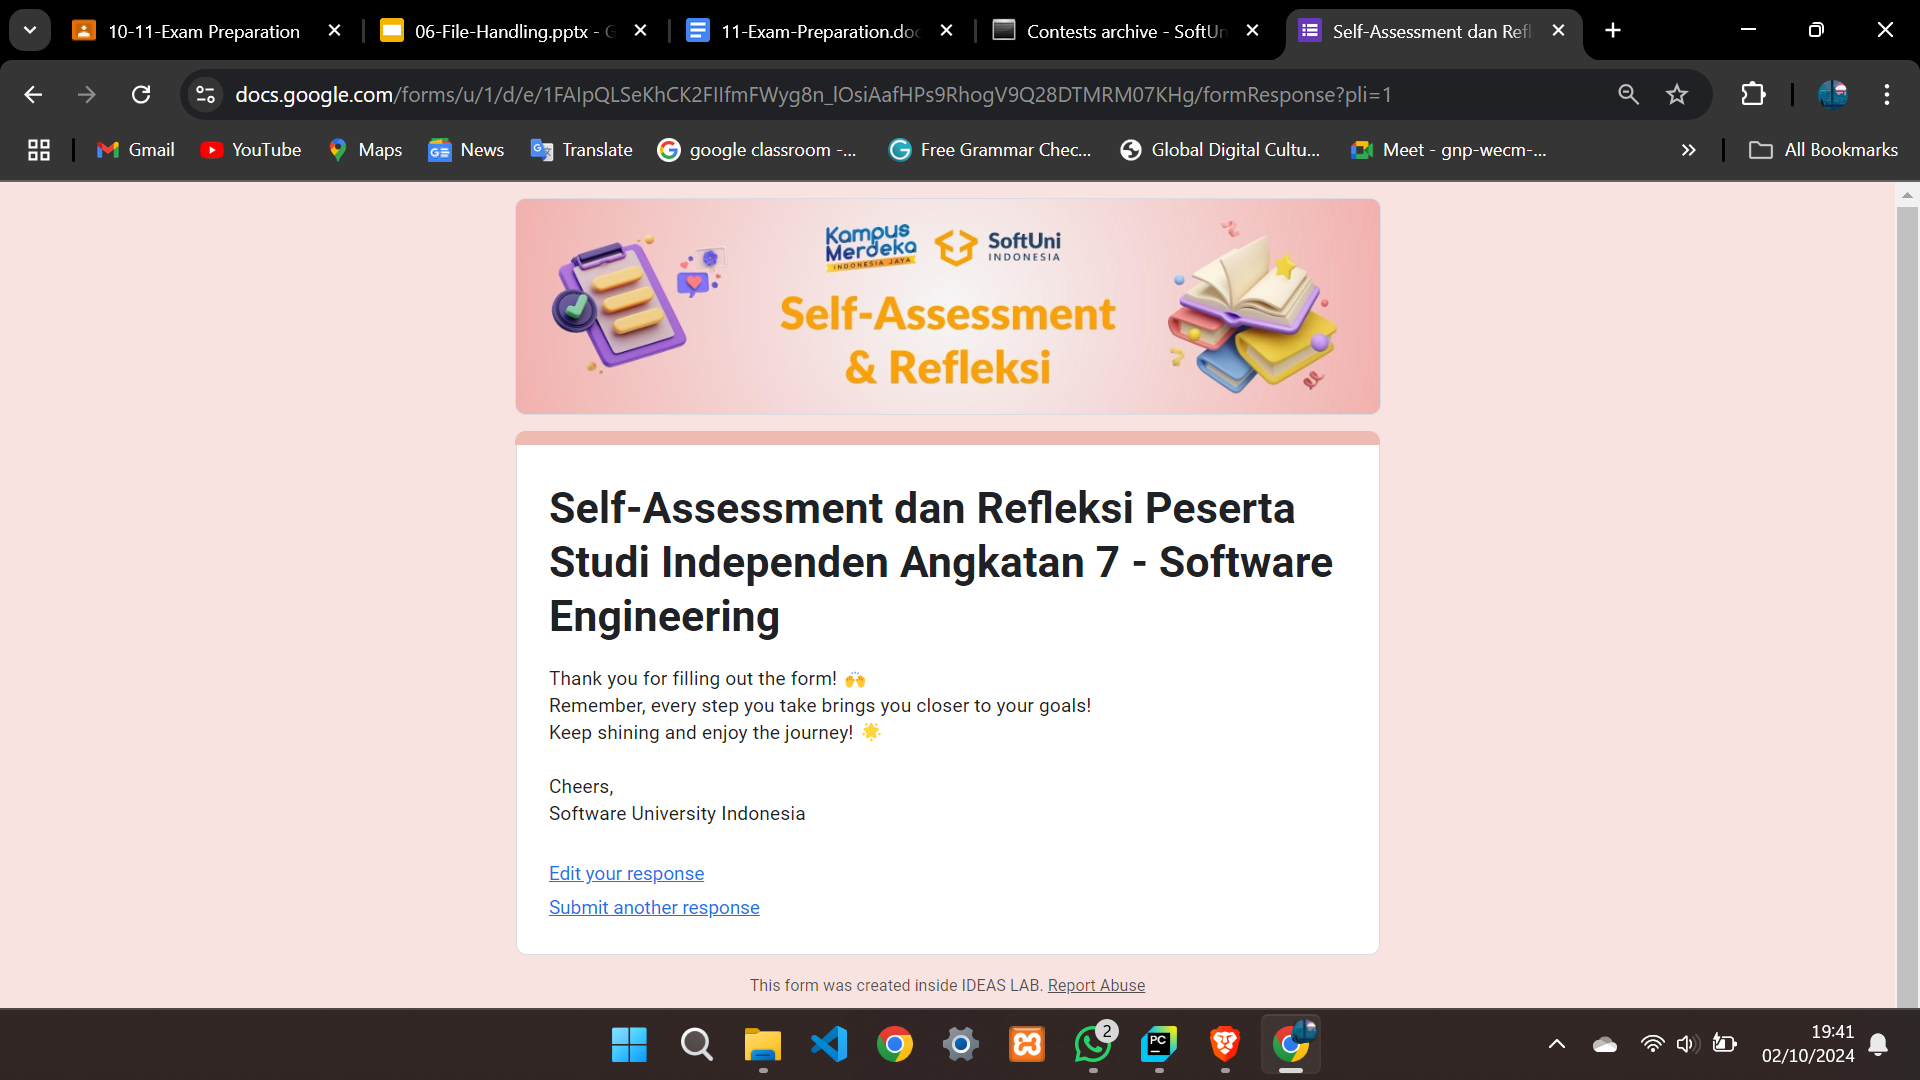 10-11-Exam Preparation
06-File-Handling.pptx - G
11-Exam-Preparation.doc
Contests archive - SoftUn
Self-Assessment dan Refl
docs.google.com/forms/u/1/d/e/1FAIpQLSeKhCK2FIIfmFWyg8n_lOsiAafHPs9RhogV9Q28DTMRM07KHg/formResponse?pli=1
Gmail
YouTube
Maps
News
Translate
google classroom -...
Free Grammar Chec...
Global Digital Cultu...
Meet - gnp-wecm-...
All Bookmarks
Kampus
Merdeka
INDONESIA JAYA
SoftUni
INDONESIA
Self-Assessment
& Refleksi
Self-Assessment dan Refleksi Peserta
Studi Independen Angkatan 7 - Software
Engineering
Thank you for filling out the form! 🙌
Remember, every step you take brings you closer to your goals!
Keep shining and enjoy the journey! 🌟
Cheers,
Software University Indonesia
Edit your response
Submit another response
This form was created inside IDEAS LAB. Report Abuse
2
PC
19:41
02/10/2024